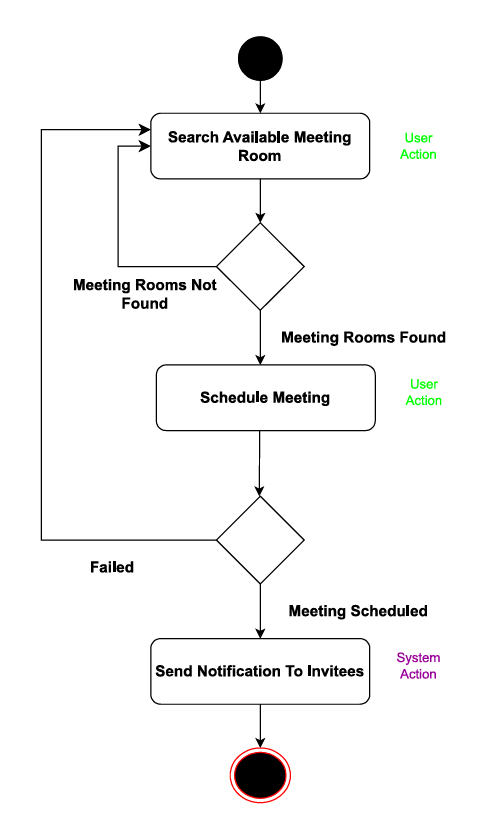 Search Available Meeting
Room
User
Action
Meeting Rooms Not
Found
Meeting Rooms Found
Schedule Meeting
User
Action
Failed
Meeting Scheduled
Send Notification To Invitees
System
Action